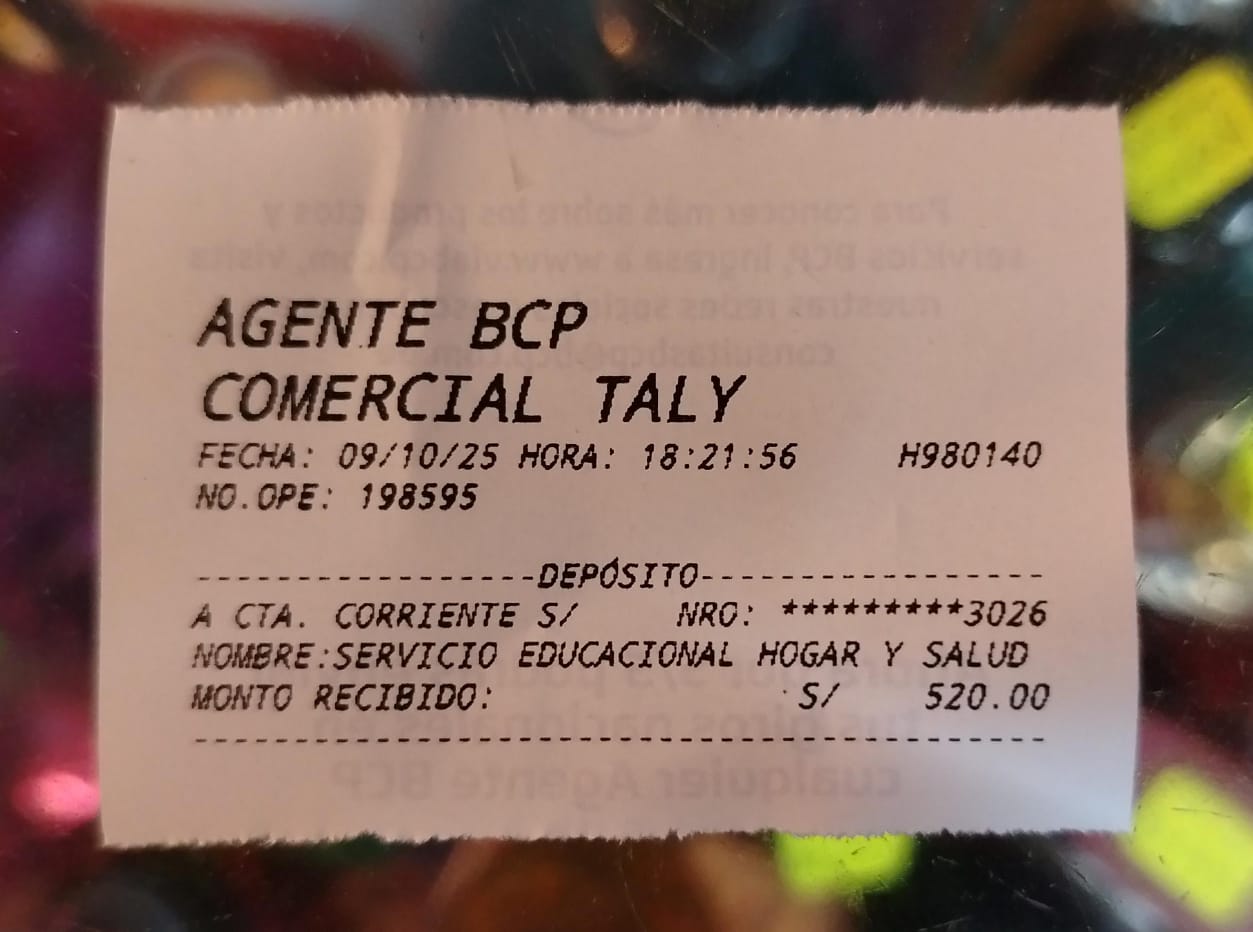 AGENTE BCP
COMERCIAL TALY
FECHA: 09/10/25 HORA: 18:21:56 H980140
NO.OPE: 198595
------------------DEPÓSITO------------------
A CTA. CORRIENTE S/ NRO: *********3026
NOMBRE:SERVICIO EDUCACIONAL HOGAR Y SALUD
MONTO RECIBIDO: S/ 520.00
--------------------------------------------